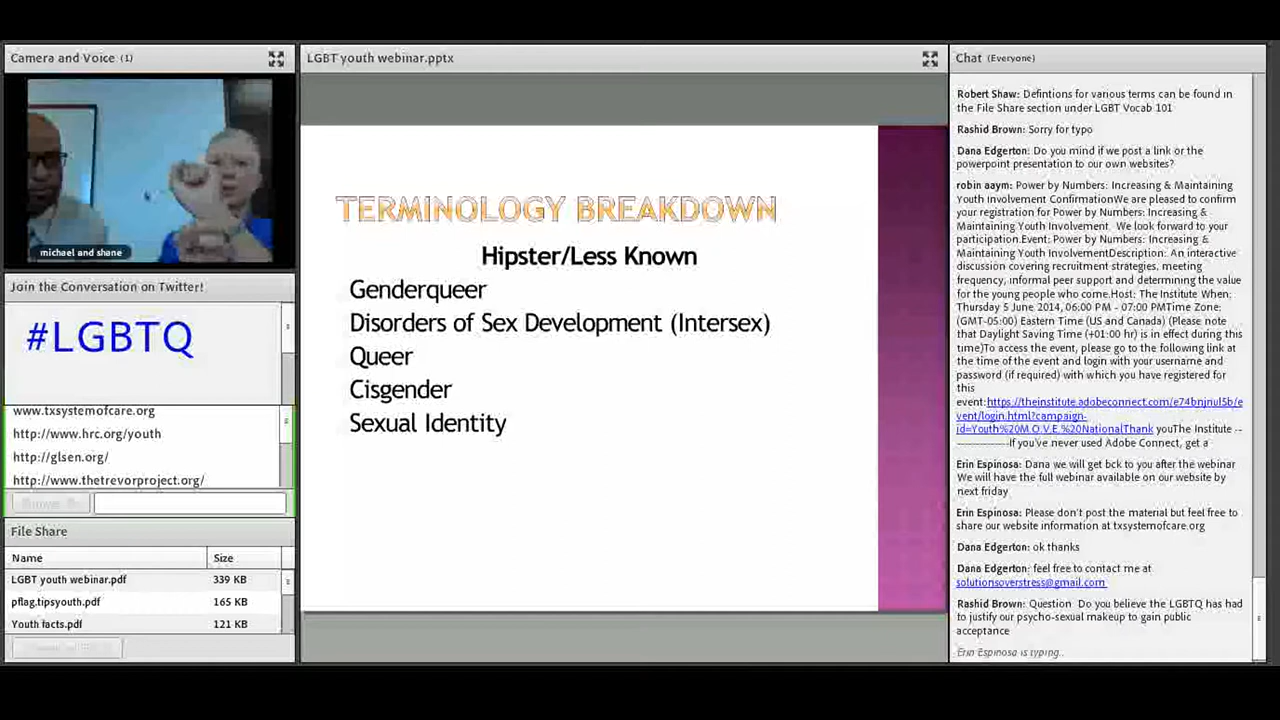 Camera and Voice (1)
michael and shane
Join the Conversation on Twitter!
#LGBTQ
www.txsystemofcare.org
http://www.hrc.org/youth
http://glsen.org/
http://www.thetrevorproject.org/
File Share
Name Size
LGBT youth webinar.pdf 339 KB
pflag.tipsyouth.pdf 165 KB
Youth facts.pdf 121 KB
LGBT youth webinar.pptx
TERMINOLOGY BREAKDOWN
Hipster/Less Known
Genderqueer
Disorders of Sex Development (Intersex)
Queer
Cisgender
Sexual Identity
Chat (Everyone)
Robert Shaw: Defintions for various terms can be found in
the File Share section under LGBT Vocab 101
Rashid Brown: Sorry for typo
Dana Edgerton: Do you mind if we post a link or the
powerpoint presentation to our own websites?
robin aaym: Power by Numbers: Increasing & Maintaining
Youth Involvement ConfirmationWe are pleased to confirm
your registration for Power by Numbers: Increasing &
Maintaining Youth Involvement. We look forward to your
participation.Event: Power by Numbers: Increasing &
Maintaining Youth InvolvementDescription: An interactive
discussion covering recruitment strategies, meeting
frequency, informal peer support and determining the value
for the young people who come.Host: The Institute When:
Thursday 5 June 2014, 06:00 PM - 07:00 PMTime Zone:
(GMT-05:00) Eastern Time (US and Canada) (Please note
that Daylight Saving Time (+01:00 hr) is in effect during this
time)To access the event, please go to the following link at
the time of the event and login with your username and
password (if required) with which you have registered for
this
event:https://theinstitute.adobeconnect.com/e74bnjnul5b/e
vent/login.html?campaign-
id=Youth%20M.O.V.E.%20NationalThank youThe Institute --
---------------If you've never used Adobe Connect, get a
Erin Espinosa: Dana we will get bck to you after the webinar
We will have the full webinar available on our website by
next friday
Erin Espinosa: Please don't post the material but feel free to
share our website information at txsystemofcare.org
Dana Edgerton: ok thanks
Dana Edgerton: feel free to contact me at
solutionsoverstress@gmail.com
Rashid Brown: Question Do you believe the LGBTQ has had
to justify our psycho-sexual makeup to gain public
acceptance
Erin Espinosa is typing..